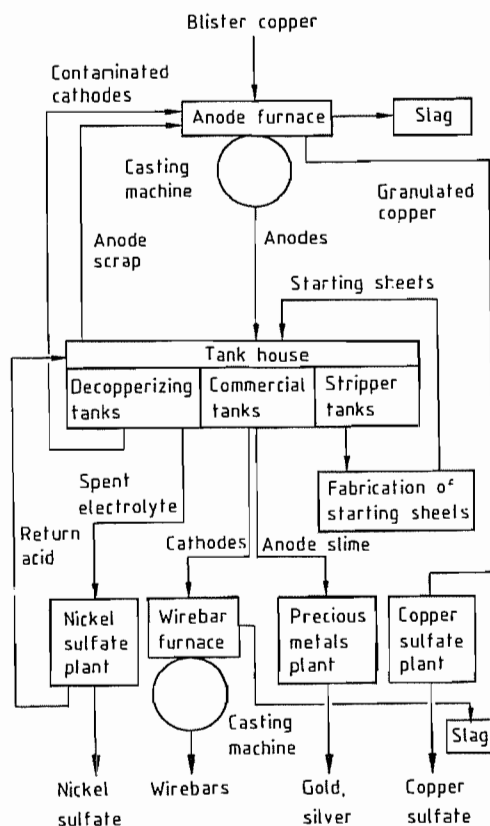 Blister copper
Contaminated
cathodes
Anode furnace
Slag
Casting
machine
Granulated
copper
Anode
scrap
Anodes
Starting sheets
Tank house
Decopperizing
tanks
Commercial
tanks
Stripper
tanks
Spent
electrolyte
Fabrication of
starting sheets
Return
acid
Cathodes
Anode slime
Nickel
sulfate
plant
Wirebar
furnace
Precious
metals
plant
Copper
sulfate
plant
Casting
machine
Slag
Nickel
sulfate
Wirebars
Gold,
silver
Copper
sulfate